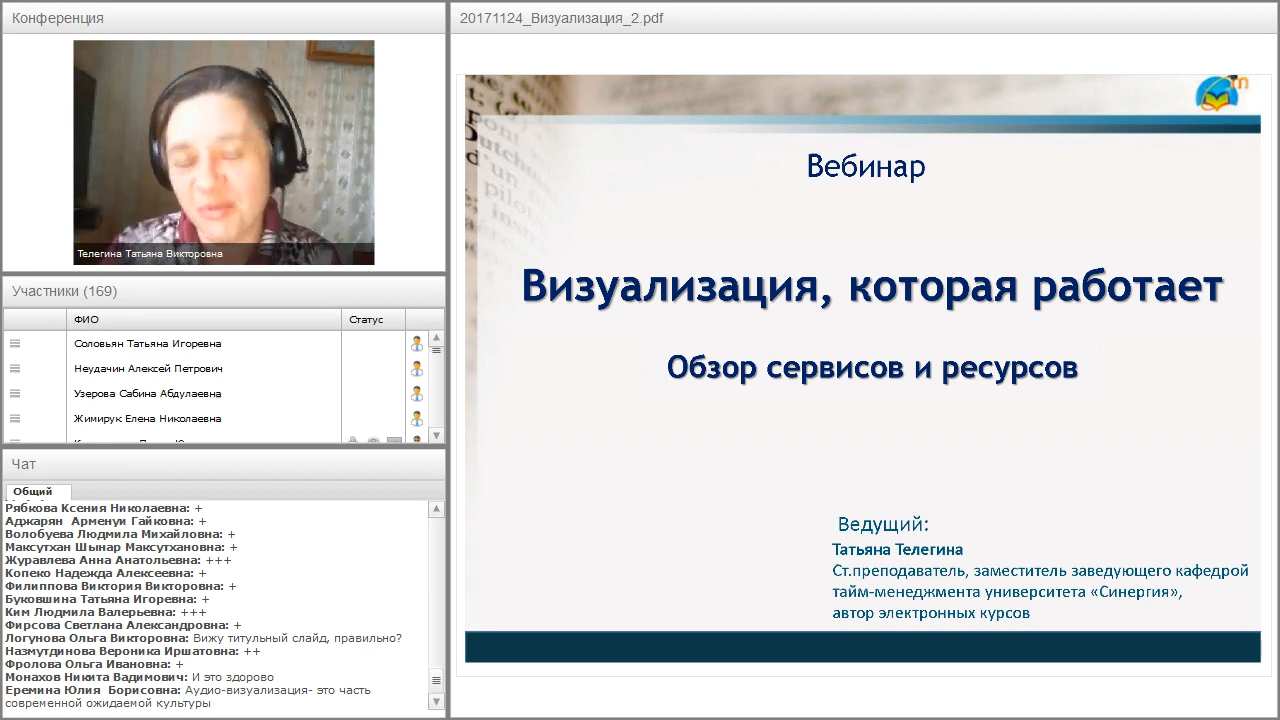 Конференция
Телегина Татьяна Викторовна
Участники (169)
ФИО
Статус
Соловьян Татьяна Игоревна
Неудачин Алексей Петрович
Узерова Сабина Абдулаевна
Жимирук Елена Николаевна
Чат
Общий
Рябкова Ксения Николаевна: +
Аджарян Арменуи Гайковна: +
Волобуева Людмила Михайловна: +
Максутхан Шынар Максутхановна: +
Журавлева Анна Анатольевна: +++
Копеко Надежда Алексеевна: +
Филиппова Виктория Викторовна: +
Буковшина Татьяна Игоревна: +
Ким Людмила Валерьевна: +++
Фирсова Светлана Александровна: +
Логунова Ольга Викторовна: Вижу титульный слайд, правильно?
Назмутдинова Вероника Иршатовна: ++
Фролова Ольга Ивановна: +
Монахов Никита Вадимович: И это здорово
Еремина Юлия Борисовна: Аудио-визуализация- это часть
современной ожидаемой культуры
20171124_Визуализация_2.pdf
Вебинар
Визуализация, которая работает
Обзор сервисов и ресурсов
Ведущий:
Татьяна Телегина
Ст.преподаватель, заместитель заведующего кафедрой
тайм-менеджмента университета «Синергия»,
автор электронных курсов